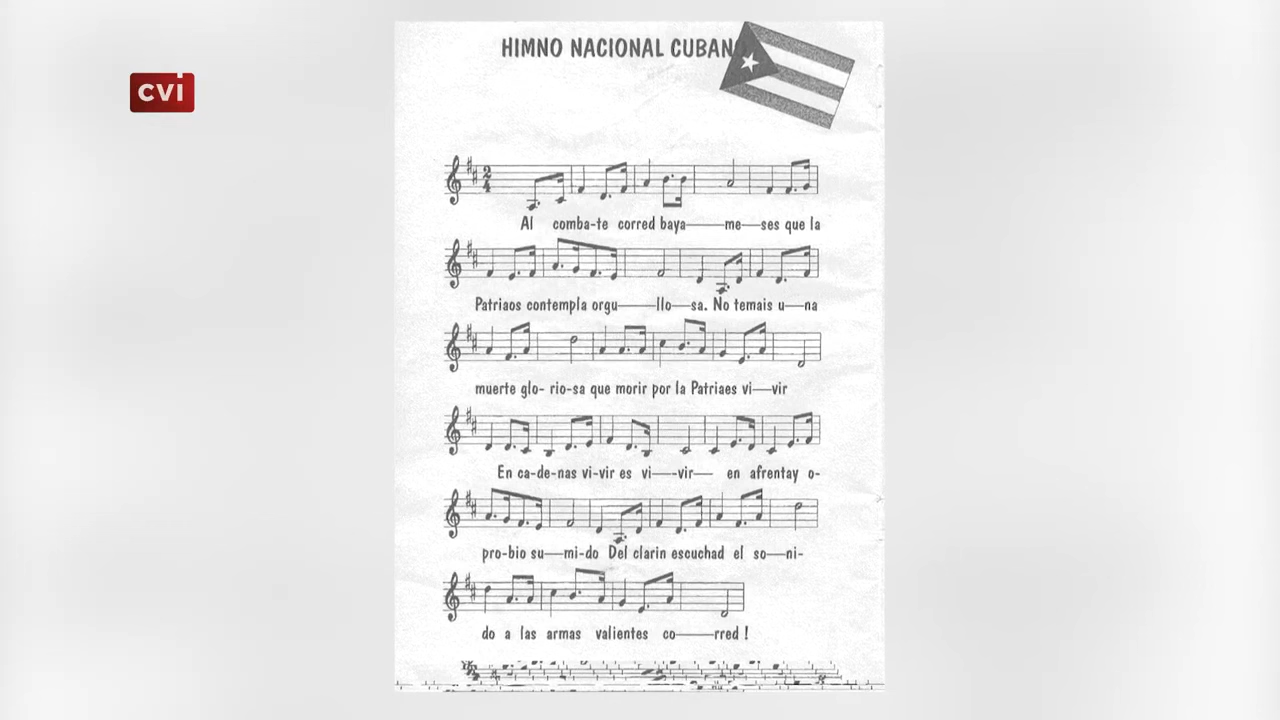 HIMNO NACIONAL CUBANO
cvi
2
4
Al comba-te corred baya——me—ses que la
Patriaos contempla orgu——llo—sa. No temais u—na
muerte glo- rio-sa que morir por la Patriaes vi—vir
En ca-de-nas vi-vir es vi—-vir— en afrentay o-
pro-bio su—mi-do Del clarin escuchad el so—ni-
do a las armas valientes co——rred !